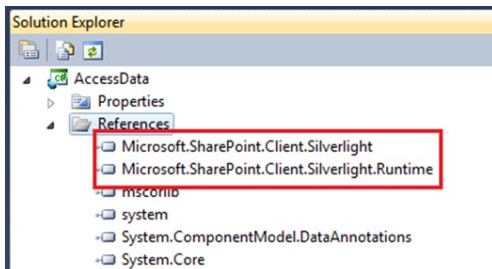 Solution Explorer
AccessData
Properties
References
Microsoft.SharePoint.Client.Silverlight
Microsoft.SharePoint.Client.Silverlight.Runtime
mscorlib
system
System.ComponentModel.DataAnnotations
System.Core